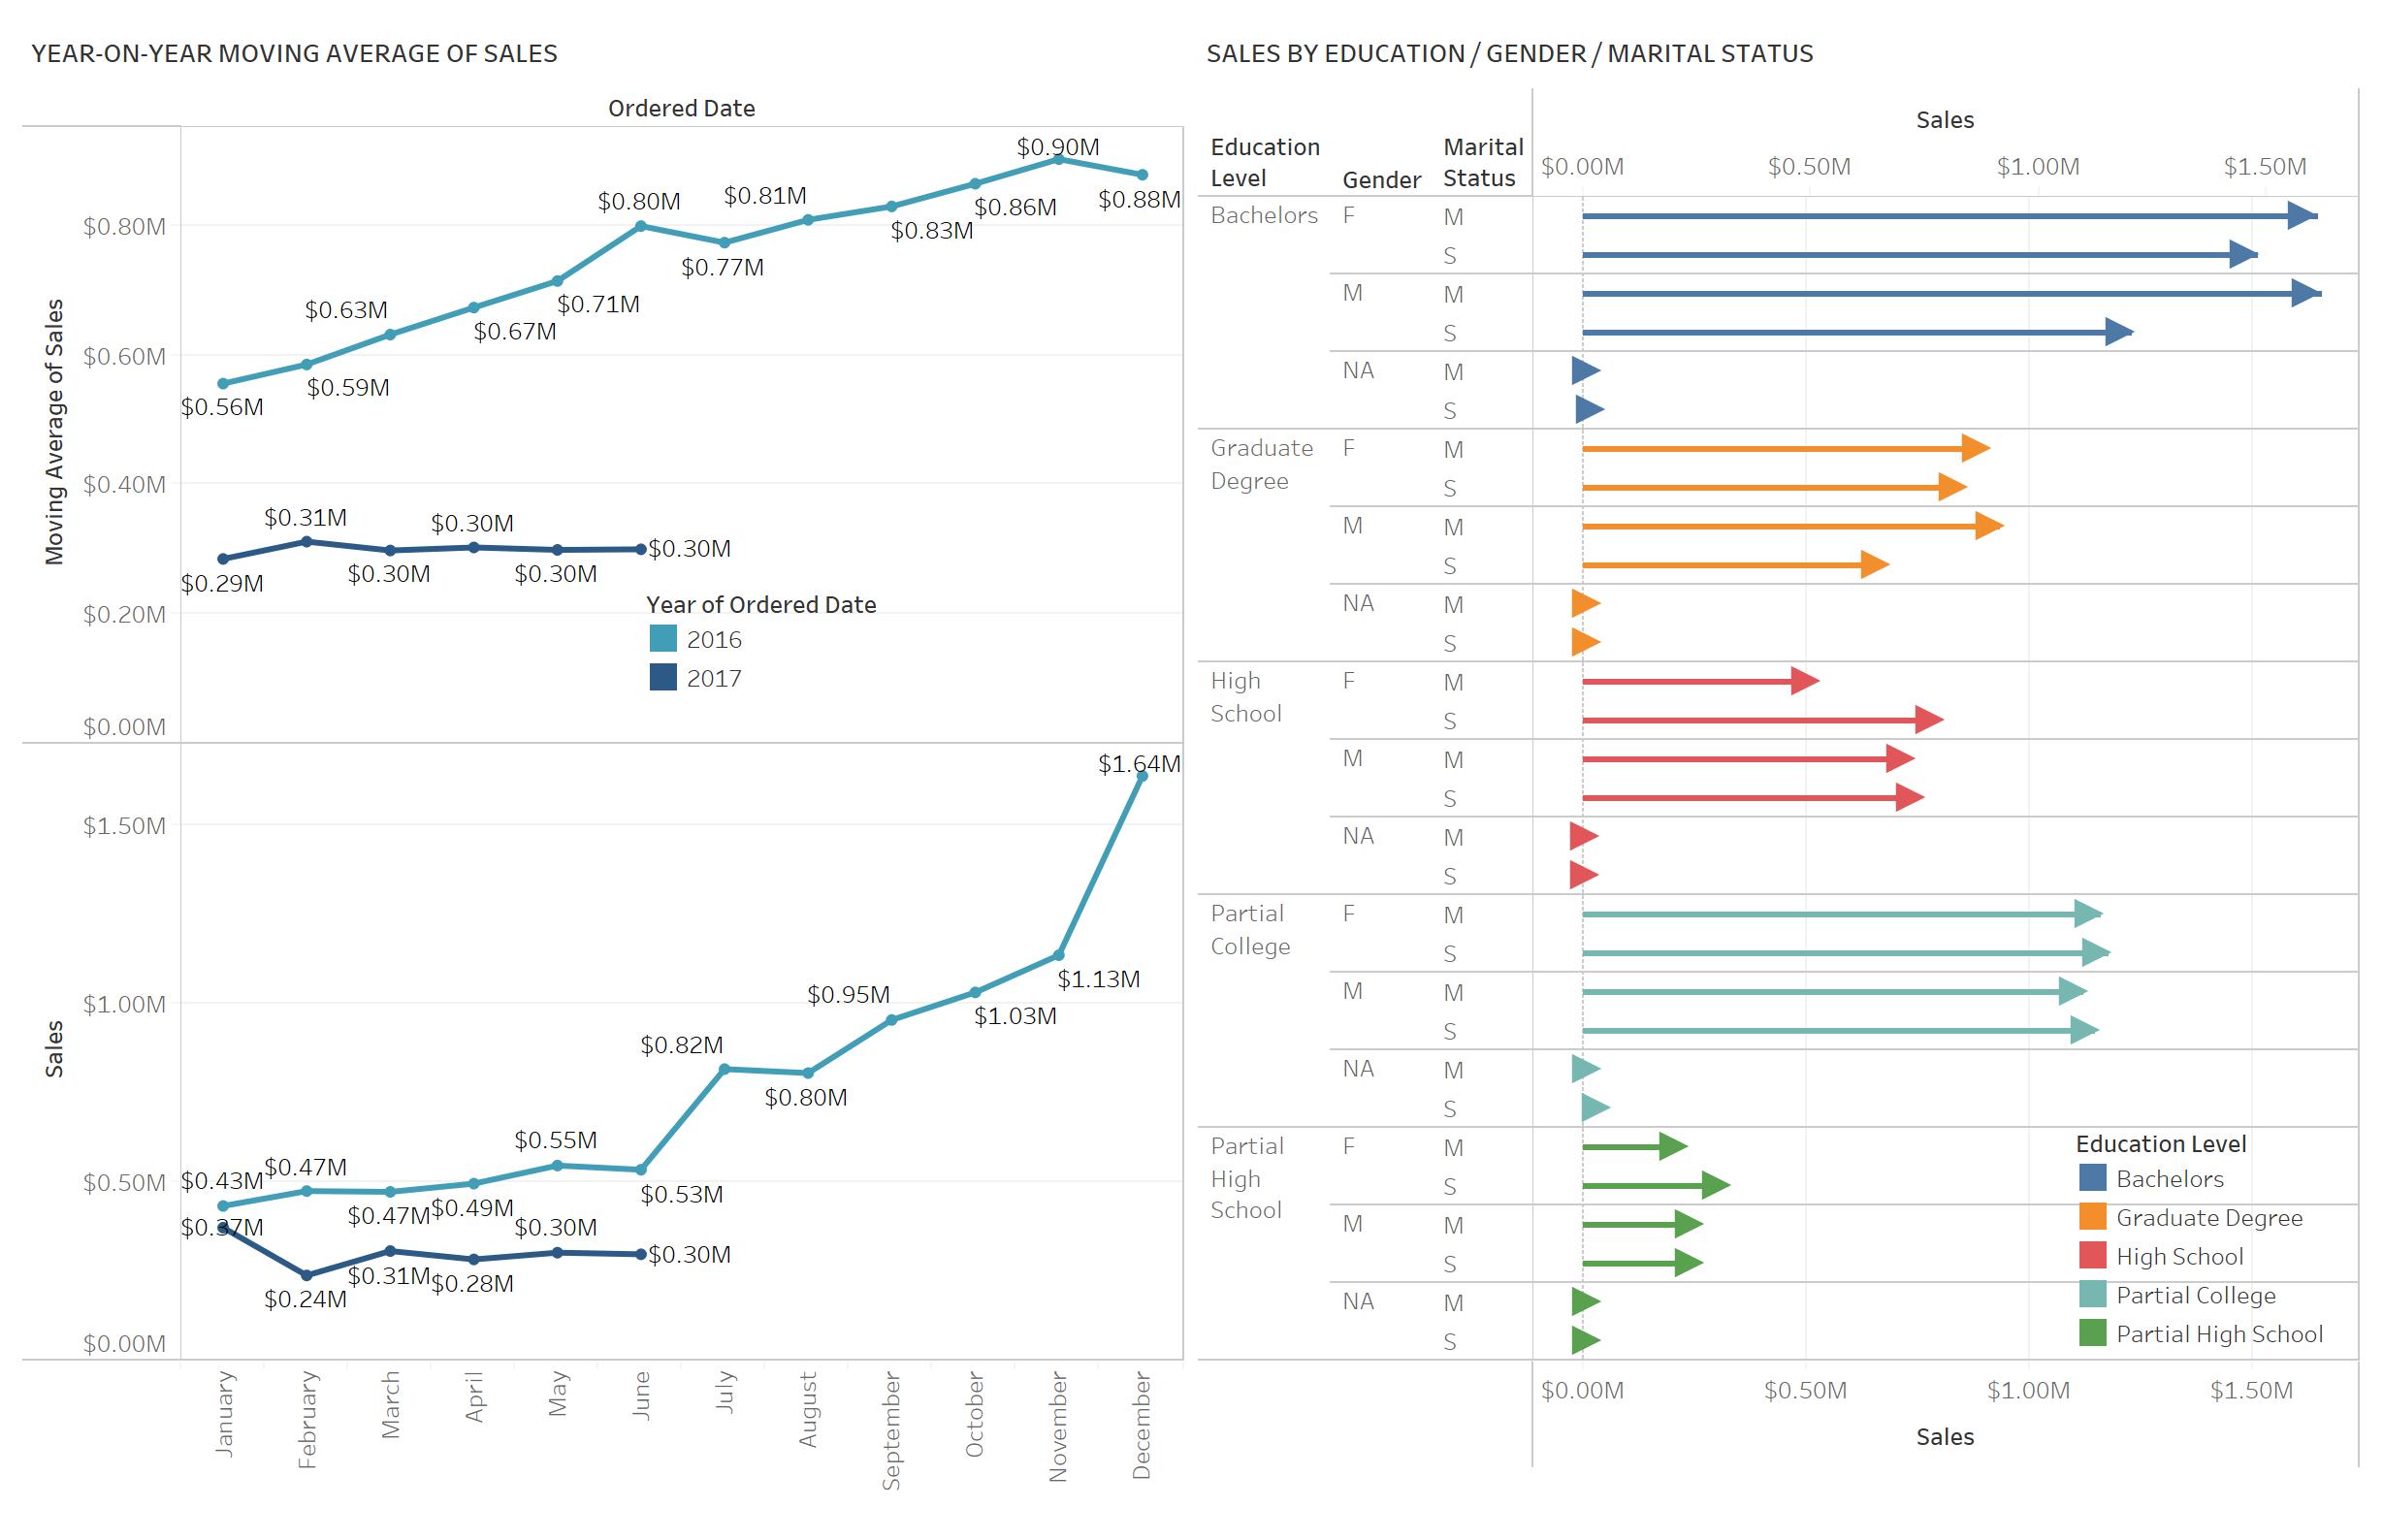 YEAR-ON-YEAR MOVING AVERAGE OF SALES
Ordered Date
Moving Average of Sales
$0.80M
$0.60M
$0.40M
$0.20M
$0.00M
$0.56M
$0.59M
$0.63M
$0.67M
$0.71M
$0.80M
$0.77M
$0.81M
$0.83M
$0.86M
$0.90M
$0.88M
$0.29M
$0.31M
$0.30M
$0.30M
$0.30M
$0.30M
Year of Ordered Date
2016
2017
Sales
$1.50M
$1.00M
$0.50M
$0.00M
$0.43M
$0.47M
$0.47M
$0.49M
$0.55M
$0.53M
$0.82M
$0.80M
$0.95M
$1.03M
$1.13M
$1.64M
$0.37M
$0.24M
$0.31M
$0.28M
$0.30M
$0.30M
January
February
March
April
May
June
July
August
September
October
November
December
SALES BY EDUCATION / GENDER / MARITAL STATUS
Sales
Education
Level
Gender
Marital
Status
$0.00M $0.50M $1.00M $1.50M
Bachelors F M
S
M M
S
NA M
S
Graduate F M
Degree S
M M
S
NA M
S
High F M
School S
M M
S
NA M
S
Partial F M
College S
M M
S
NA M
S
Partial F M
High S
School
M M
S
NA M
S
Education Level
Bachelors
Graduate Degree
High School
Partial College
Partial High School
$0.00M $0.50M $1.00M $1.50M
Sales